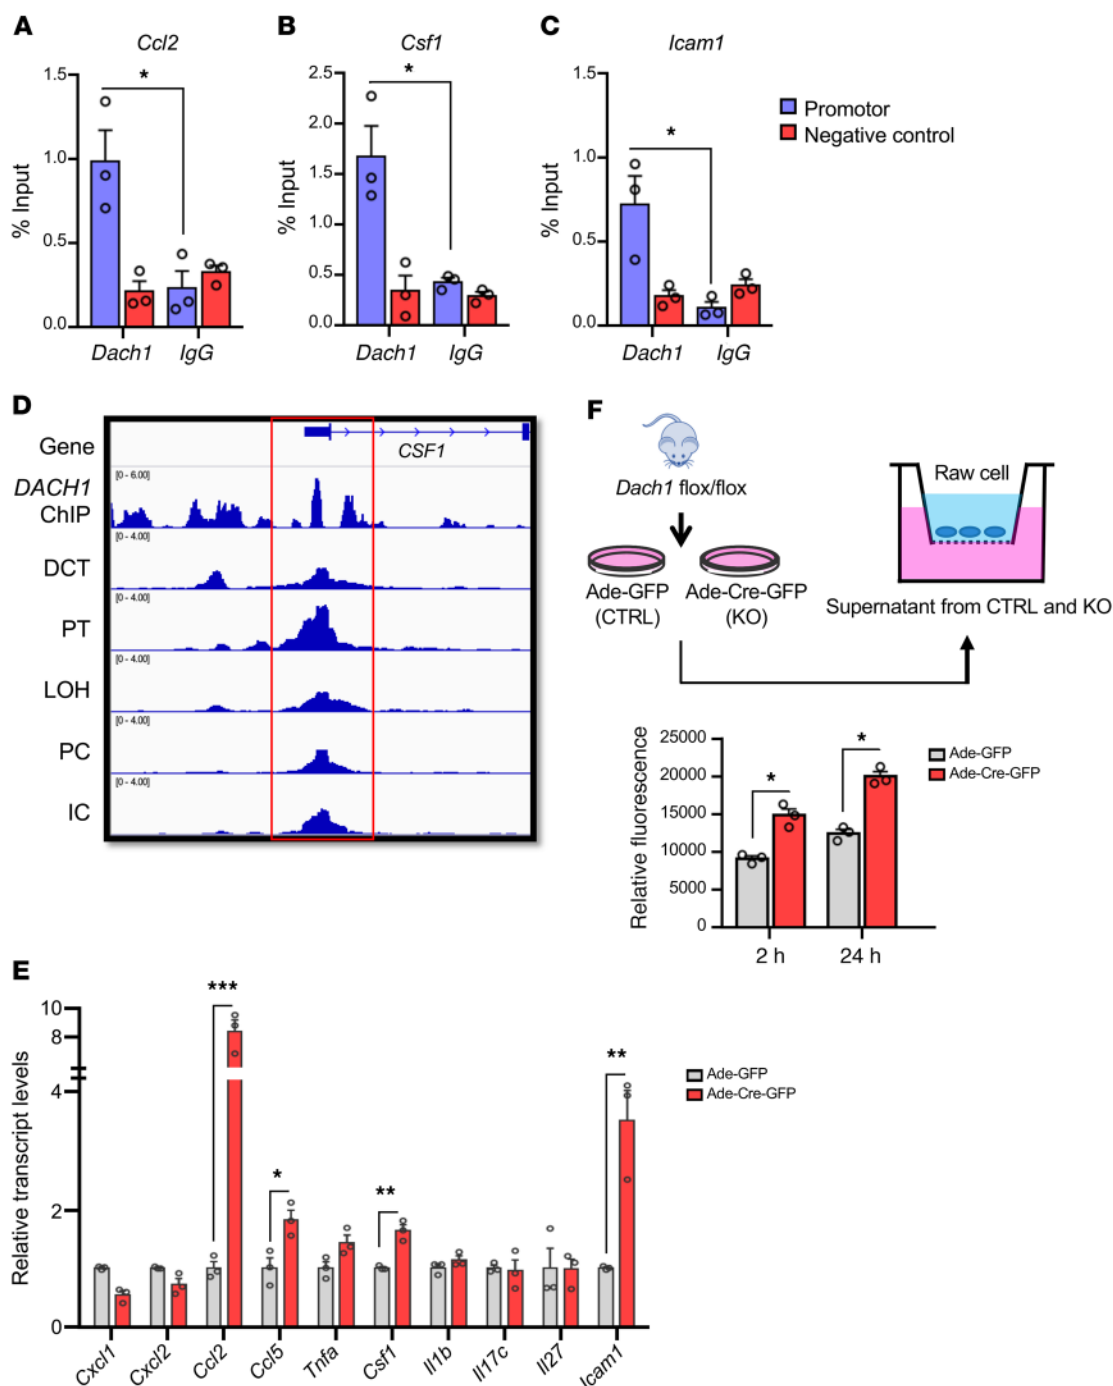 A
Ccl2
1.5
1.0
0.5
0.0
% Input
*
Dach1 IgG
B
Csf1
2.5
2.0
1.5
1.0
0.5
0.0
% Input
*
Dach1 IgG
C
Icam1
1.5
1.0
0.5
0.0
% Input
*
Dach1 IgG
Promotor
Negative control
D
Gene
CSF1
DACH1
ChIP
[0 - 6.00]
DCT
[0 - 4.00]
PT
[0 - 4.00]
LOH
[0 - 4.00]
PC
[0 - 4.00]
IC
[0 - 4.00]
F
Dach1 flox/flox
Ade-GFP
(CTRL)
Ade-Cre-GFP
(KO)
Raw cell
Supernatant from CTRL and KO
25000
20000
15000
10000
5000
0
Relative fluorescence
*
*
2 h
24 h
Ade-GFP
Ade-Cre-GFP
E
10
8
4
2
0
Relative transcript levels
***
*
**
**
Ade-GFP
Ade-Cre-GFP
Cxcl1
Cxcl2
Ccl2
Ccl5
Tnfa
Csf1
Il1b
Il17c
Il27
Icam1